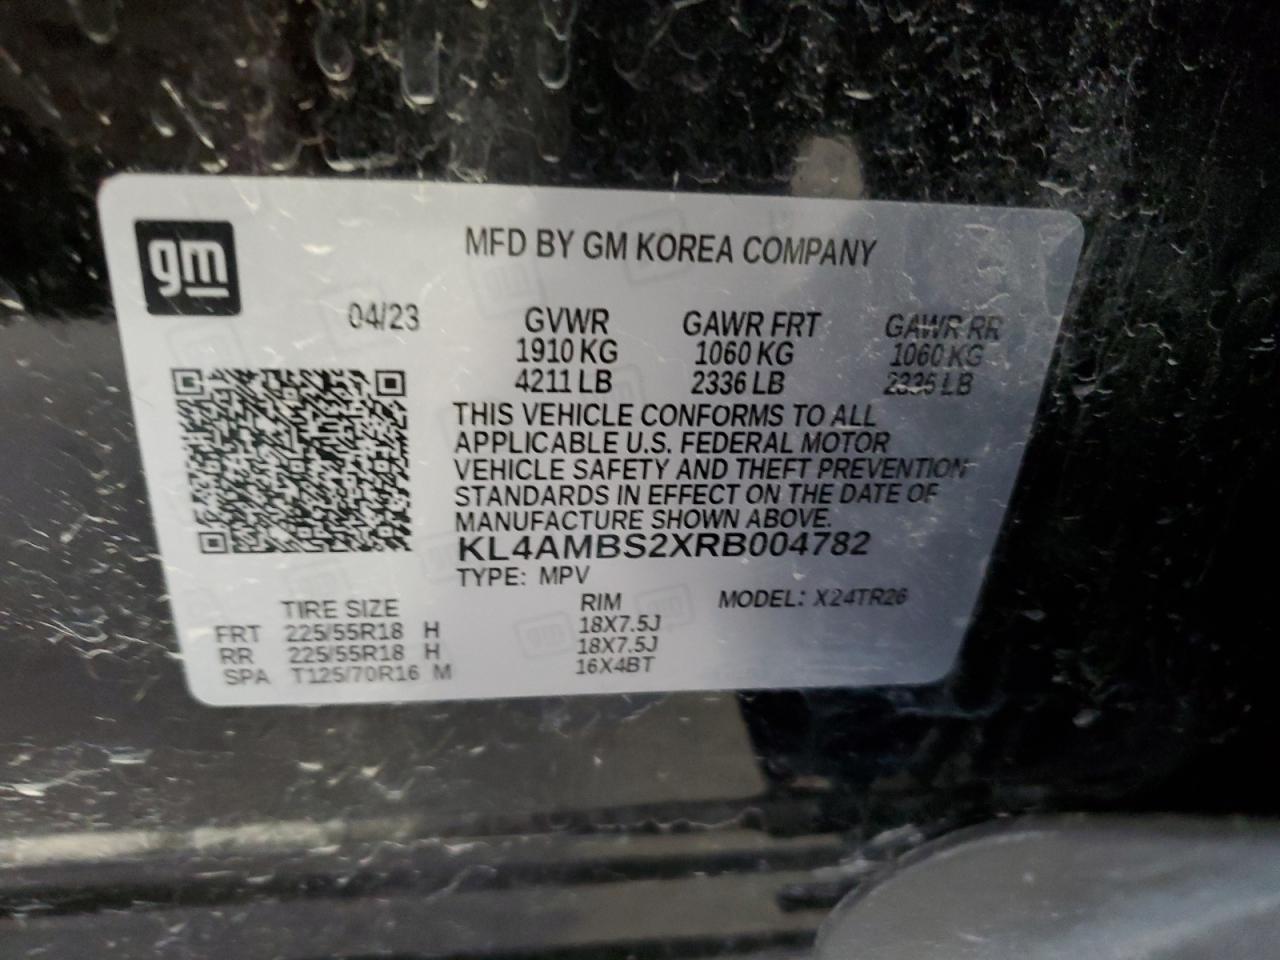 gm
MFD BY GM KOREA COMPANY
04/23 GVWR GAWR FRT GAWR RR
1910 KG 1060 KG 1060 KG
4211 LB 2336 LB 2336 LB
THIS VEHICLE CONFORMS TO ALL
APPLICABLE U.S. FEDERAL MOTOR
VEHICLE SAFETY AND THEFT PREVENTION
STANDARDS IN EFFECT ON THE DATE OF
MANUFACTURE SHOWN ABOVE.
KL4AMBS2XRB004782
TYPE: MPV
TIRE SIZE RIM MODEL: X24TR26
FRT 225/55R18 H 18X7.5J
RR 225/55R18 H 18X7.5J
SPA T125/70R16 M 16X4BT